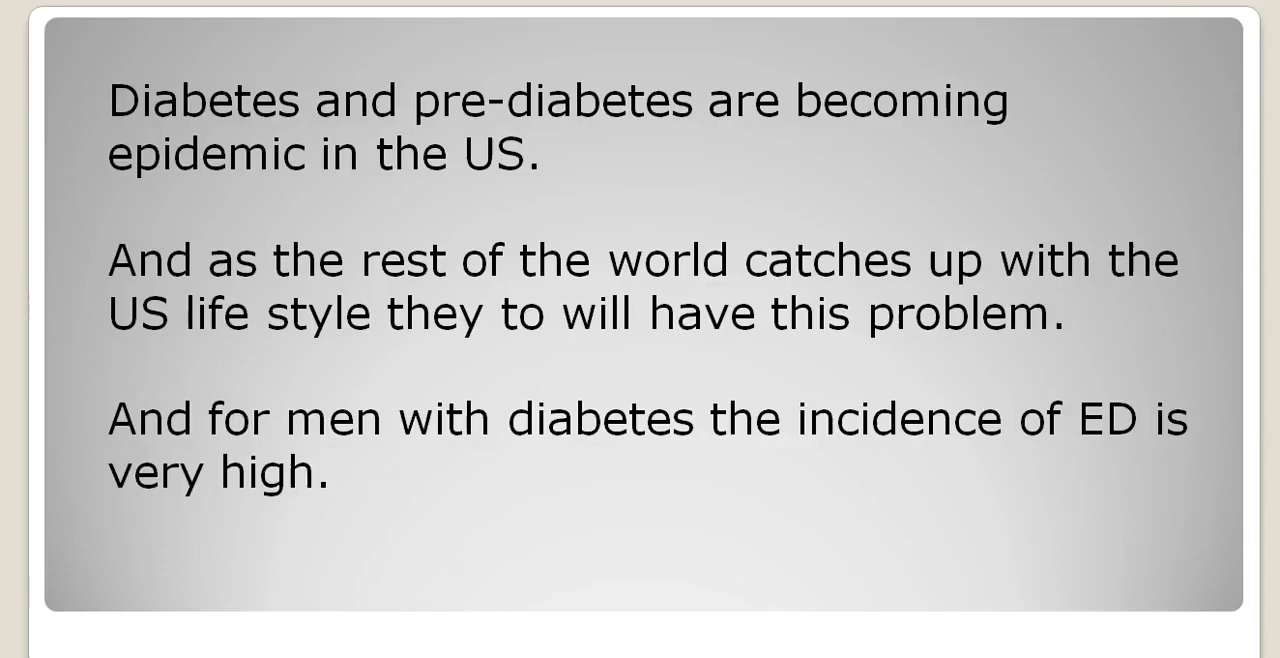 Diabetes and pre-diabetes are becoming
epidemic in the US.
And as the rest of the world catches up with the
US life style they to will have this problem.
And for men with diabetes the incidence of ED is
very high.